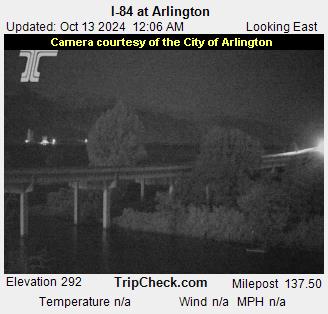 I-84 at Arlington
Updated: Oct 13 2024 12:06 AM Looking East
Camera courtesy of the City of Arlington
Elevation 292 TripCheck.com Milepost 137.50
Temperature n/a Wind n/a MPH n/a